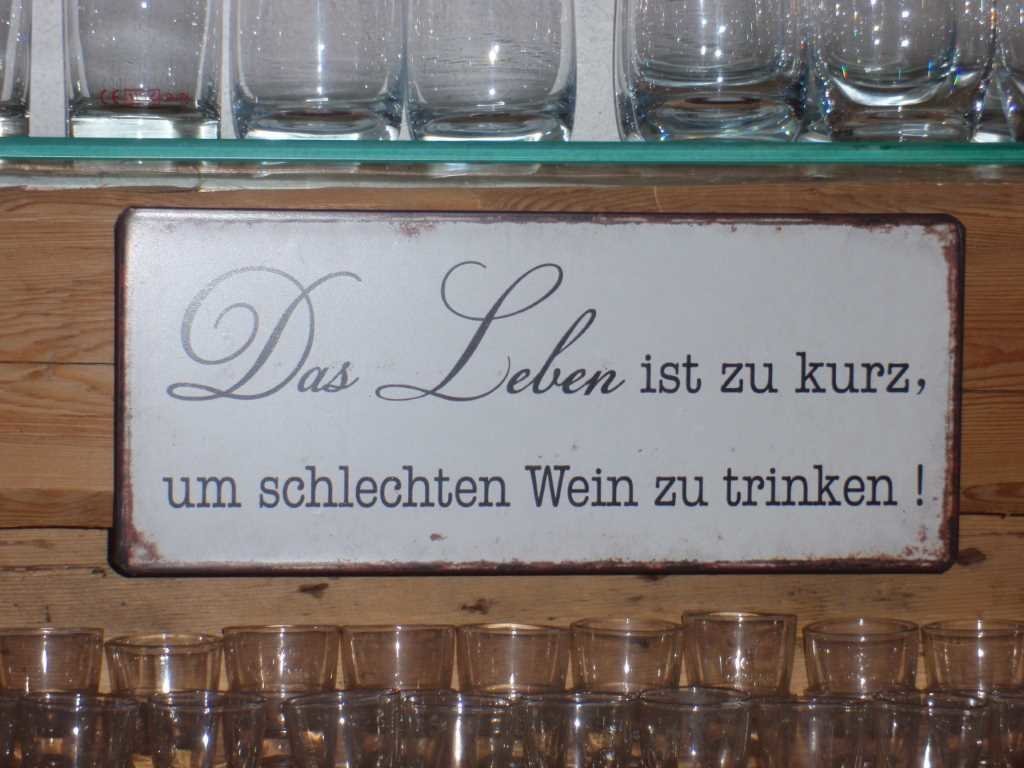 Das Leben ist zu kurz,
um schlechten Wein zu trinken !